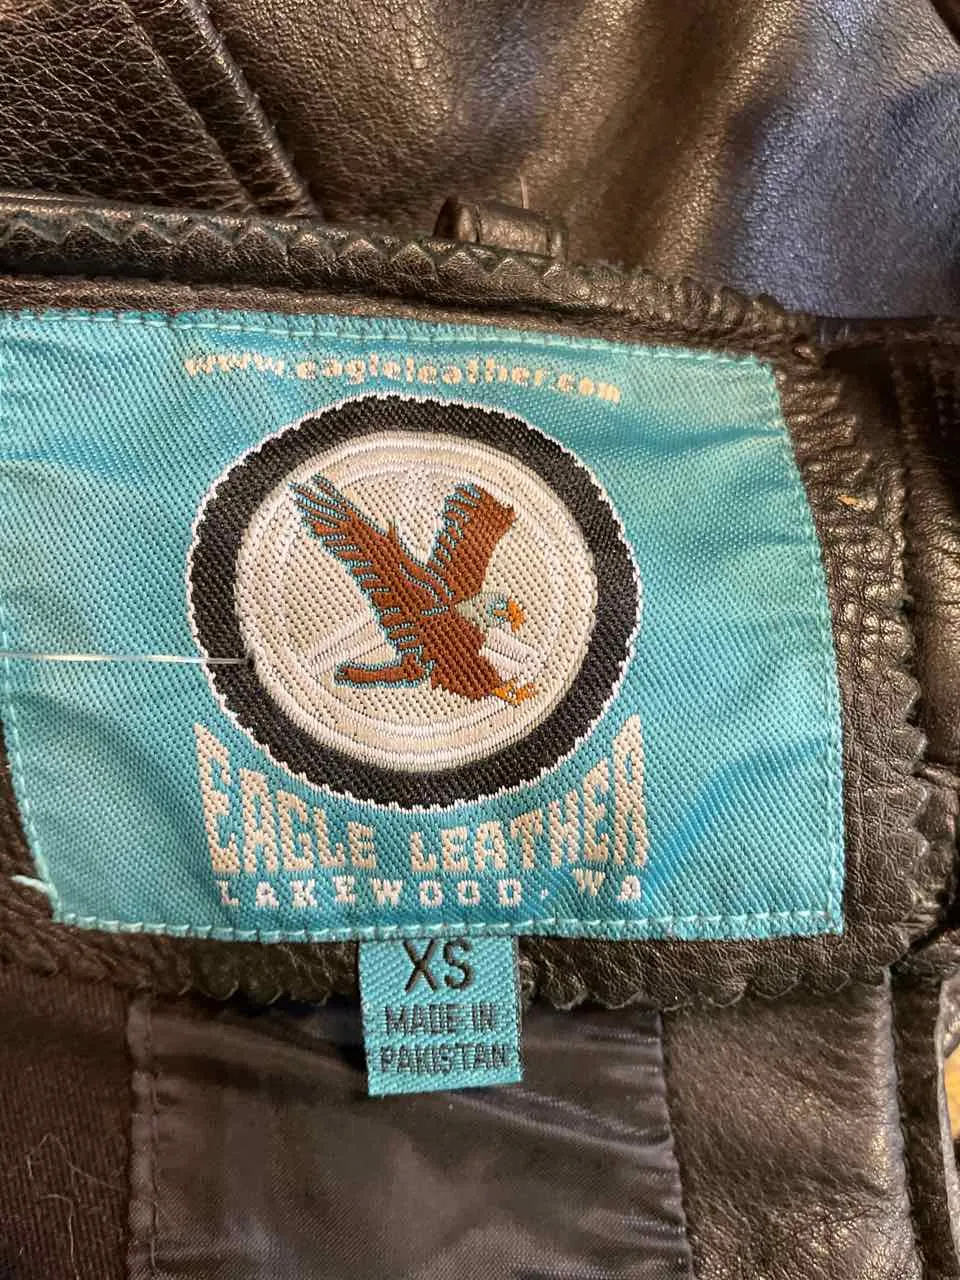 www.eagleleather.com
EAGLE LEATHER
LAKEWOOD · WA
XS
MADE IN
PAKISTAN